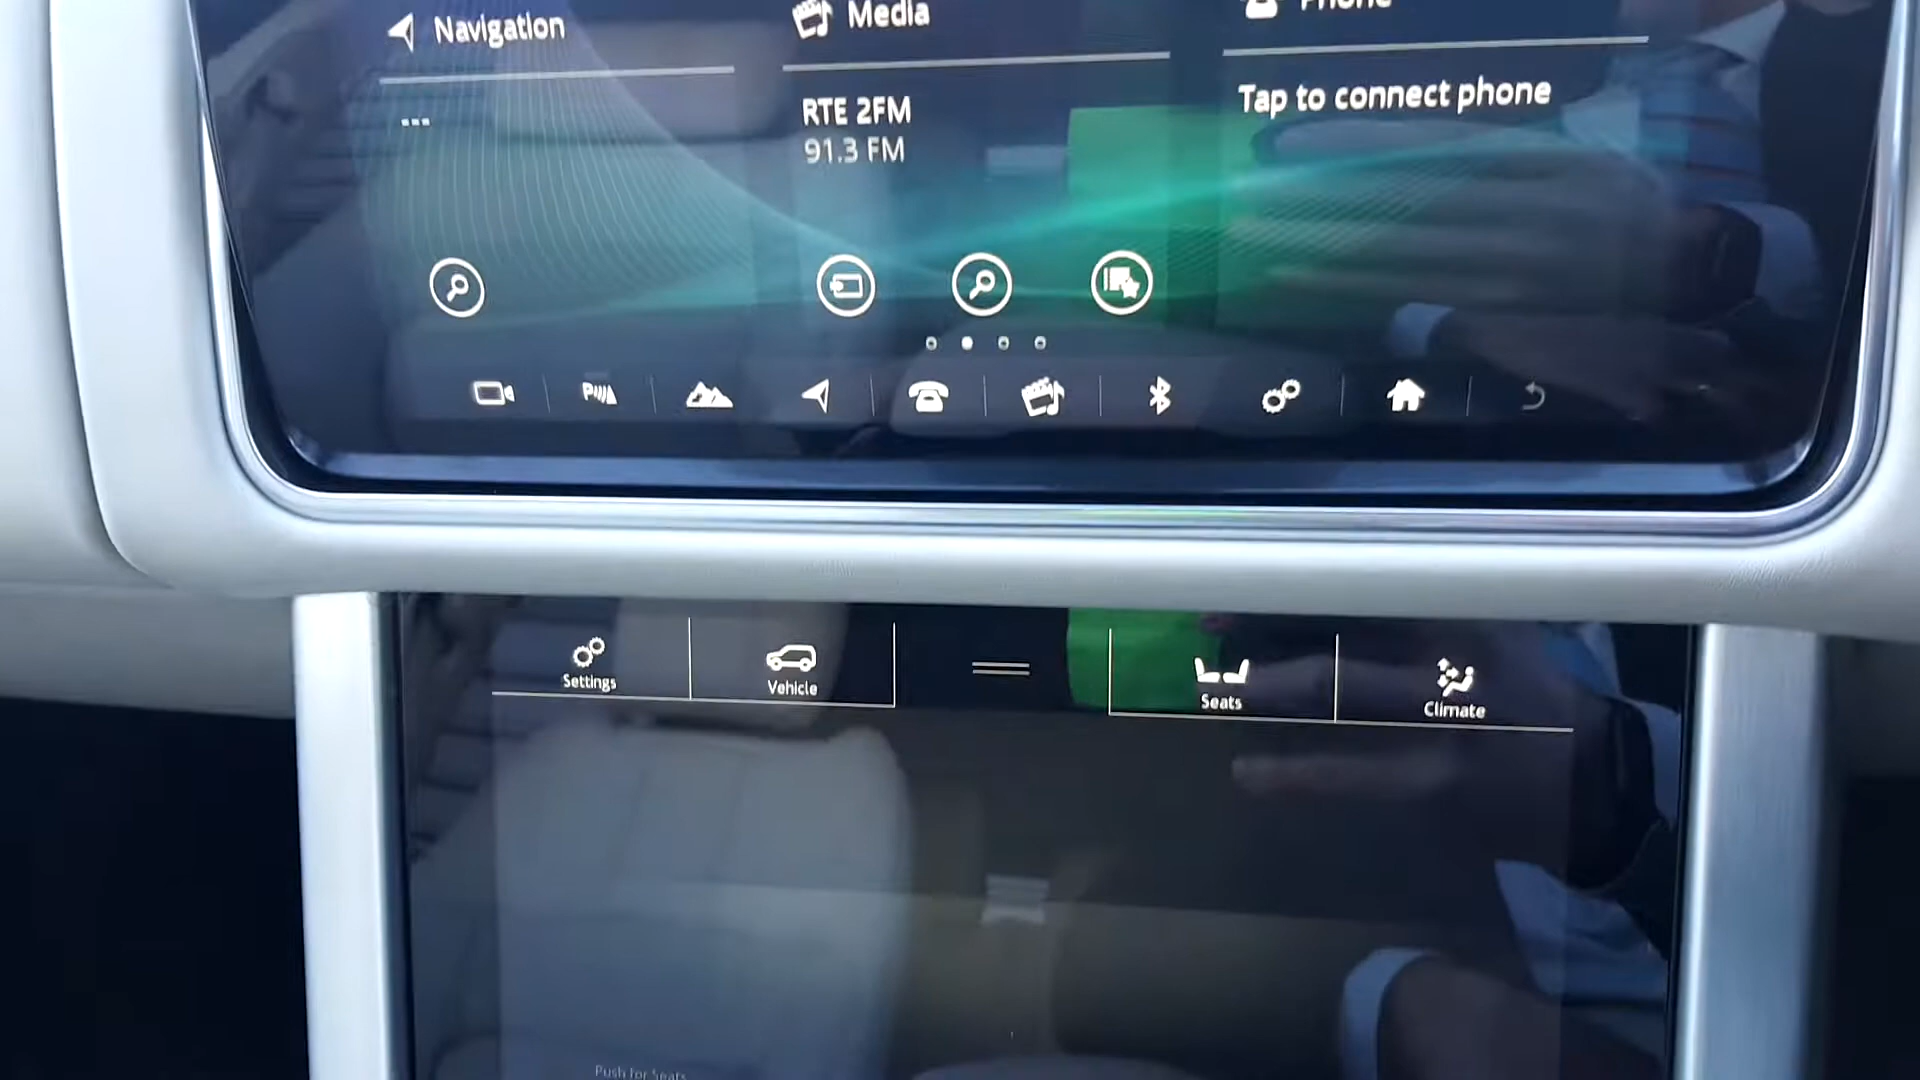 Navigation
Media
Phone
...
RTE 2FM
91.3 FM
Tap to connect phone
Settings
Vehicle
Seats
Climate
Push for Seats